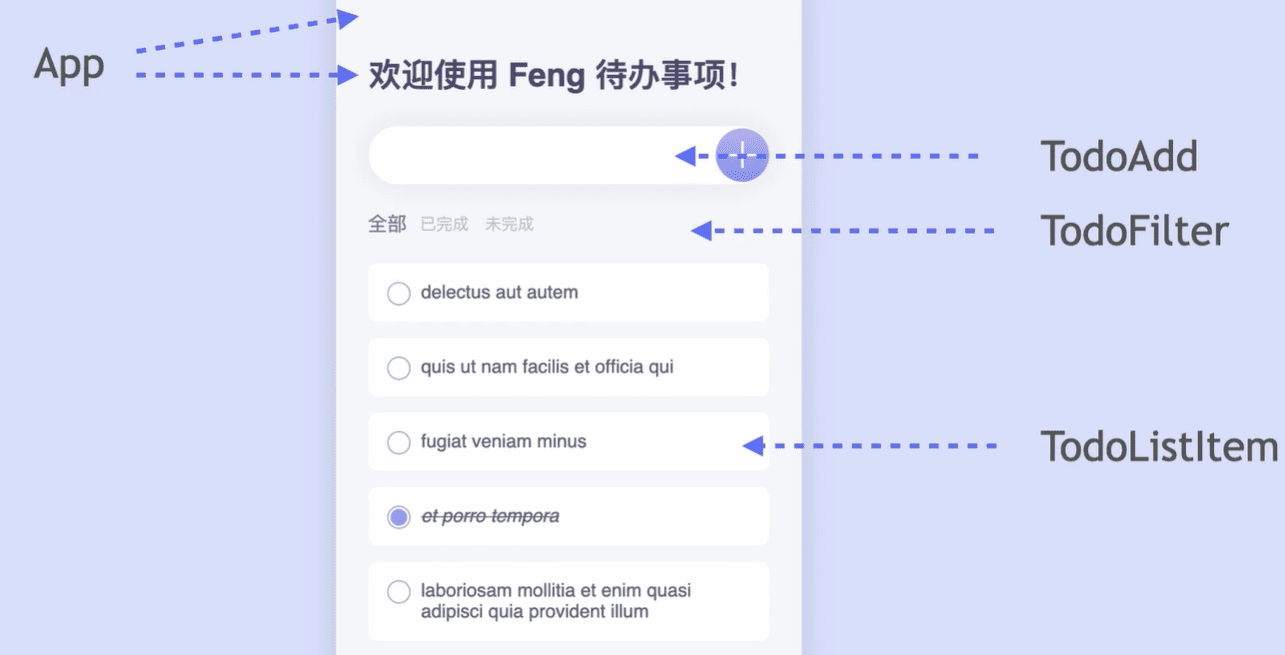 App
欢迎使用 Feng 待办事项！
TodoAdd
全部 已完成 未完成
TodoFilter
delectus aut autem
quis ut nam facilis et officia qui
fugiat veniam minus
TodoListItem
et porro tempora
laboriosam mollitia et enim quasi
adipisci quia provident illum